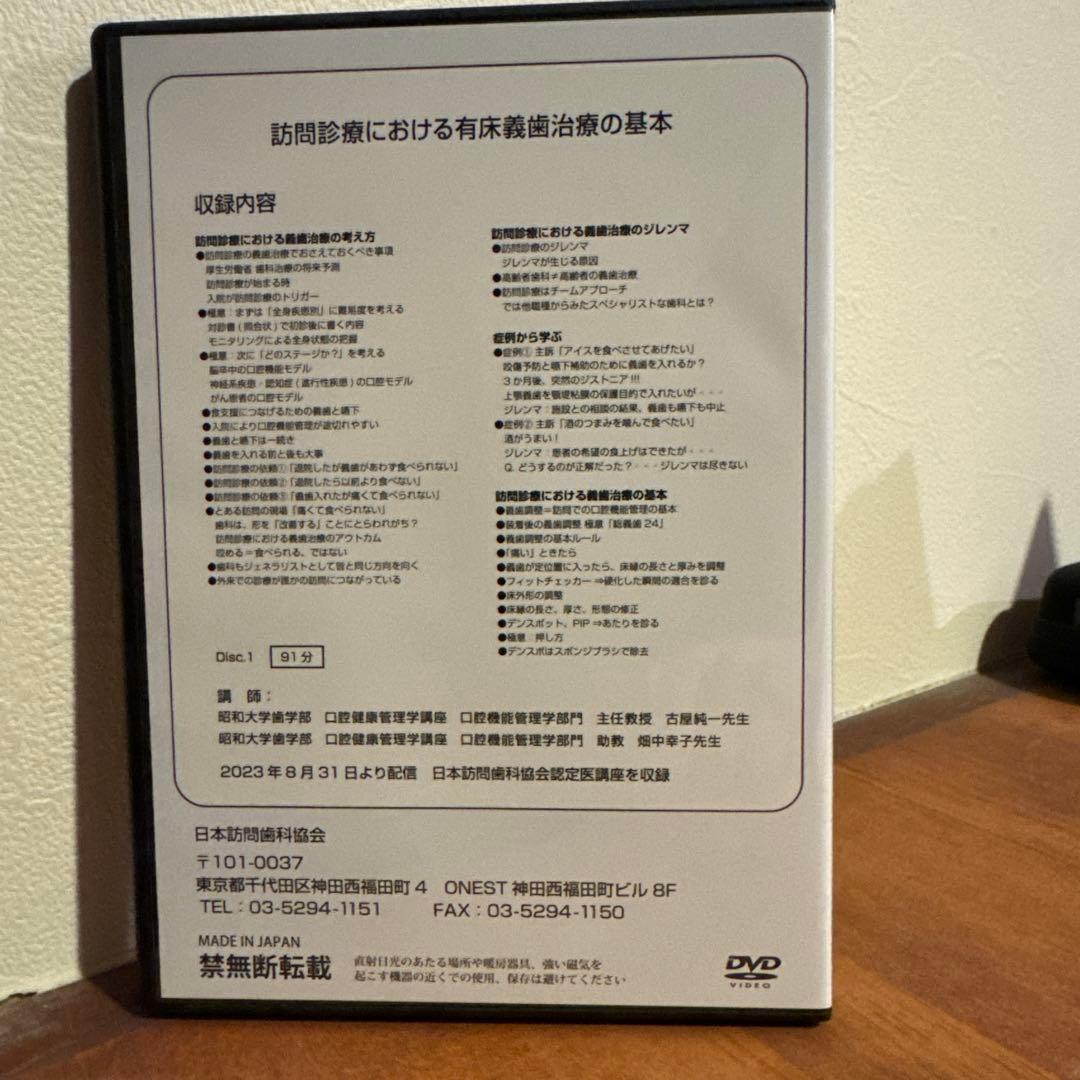 訪問診療における有床義歯治療の基本
収録内容
訪問診療における義歯治療の考え方
●訪問診療の義歯治療でおさえておくべき事項
厚生労働省 歯科治療の将来予測
訪問診療が始まる時
入院が訪問診療のトリガー
●極意：まずは「全身疾患別」に難易度を考える
対診書(照会状)で初診後に書く内容
モニタリングによる全身状態の把握
●極意：次に「どのステージか？」を考える
脳卒中の口腔機能モデル
神経系疾患・認知症(進行性疾患)の口腔モデル
がん患者の口腔モデル
●食支援につなげるための義歯と嚥下
●入院により口腔機能管理が途切れやすい
●義歯と嚥下は一続き
●義歯を入れる前と後も大事
●訪問診療の依頼①「退院したが義歯があわず食べられない」
●訪問診療の依頼②「退院したら以前より食べない」
●訪問診療の依頼③「義歯入れたが痛くて食べられない」
●とある訪問の現場「痛くて食べられない」
歯科は、形を「改善する」ことにとらわれがち？
訪問診療における義歯治療のアウトカム
咬める＝食べられる、ではない
●歯科もジェネラリストとして皆と同じ方向を向く
●外来での診療が誰かの訪問につながっている
訪問診療における義歯治療のジレンマ
●訪問診療のジレンマ
ジレンマが生じる原因
●高齢者歯科≠高齢者の義歯治療
●訪問診療はチームアプローチ
では他職種からみたスペシャリストな歯科とは？
症例から学ぶ
●症例① 主訴「アイスを食べさせてあげたい」
咬傷予防と嚥下補助のために義歯を入れるか？
3か月後、突然のジストニア!!!
上顎義歯を顎堤粘膜の保護目的で入れたいが・・・
ジレンマ：施設との相談の結果、義歯も嚥下も中止
●症例② 主訴「酒のつまみを噛んで食べたい」
酒がうまい！
ジレンマ：患者の希望の食上げはできたが・・・
Q. どうするのが正解だった？・・・ジレンマは尽きない
訪問診療における義歯治療の基本
●義歯調整＝訪問での口腔機能管理の基本
●装着後の義歯調整 極意「総義歯24」
●義歯調整の基本ルール
●「痛い」ときたら
●義歯が定位置に入ったら、床縁の長さと厚みを調整
●フィットチェッカー⇒硬化した瞬間の適合を診る
●床外形の調整
●床縁の長さ、厚さ、形態の修正
●デンスポット、PIP⇒あたりを診る
●極意：押し方
●デンスポはスポンジブラシで除去
Disc.1 91分
講 師：
昭和大学歯学部 口腔健康管理学講座 口腔機能管理学部門 主任教授 古屋純一先生
昭和大学歯学部 口腔健康管理学講座 口腔機能管理学部門 助教 畑中幸子先生
2023年8月31日より配信 日本訪問歯科協会認定医講座を収録
日本訪問歯科協会
〒101-0037
東京都千代田区神田西福田町4 ONEST神田西福田町ビル8F
TEL：03-5294-1151 FAX：03-5294-1150
MADE IN JAPAN
禁無断転載
直射日光のあたる場所や暖房器具、強い磁気を
起こす機器の近くでの使用、保存は避けてください
DVD
VIDEO